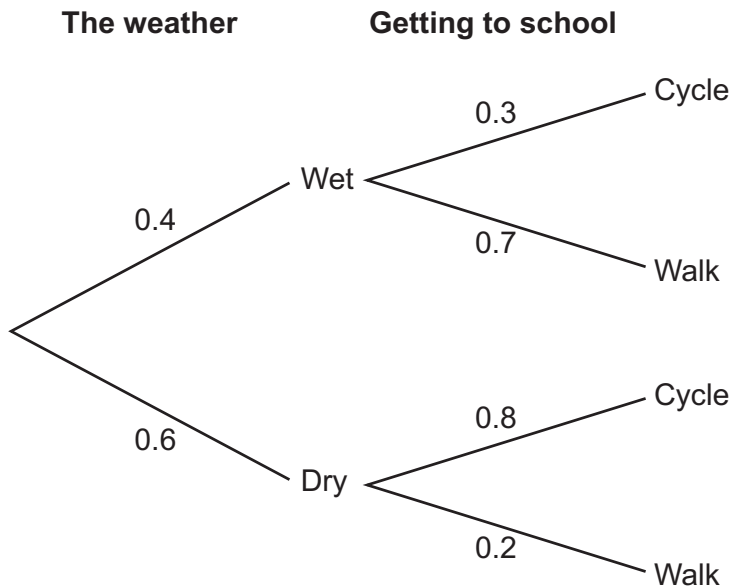 The weather Getting to school
Cycle
0.3
Wet
0.4
0.7
Walk
Cycle
0.8
0.6
Dry
0.2
Walk